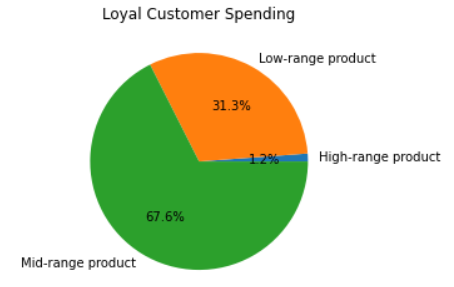 Loyal Customer Spending
Low-range product
31.3%
1.2%
High-range product
67.6%
Mid-range product